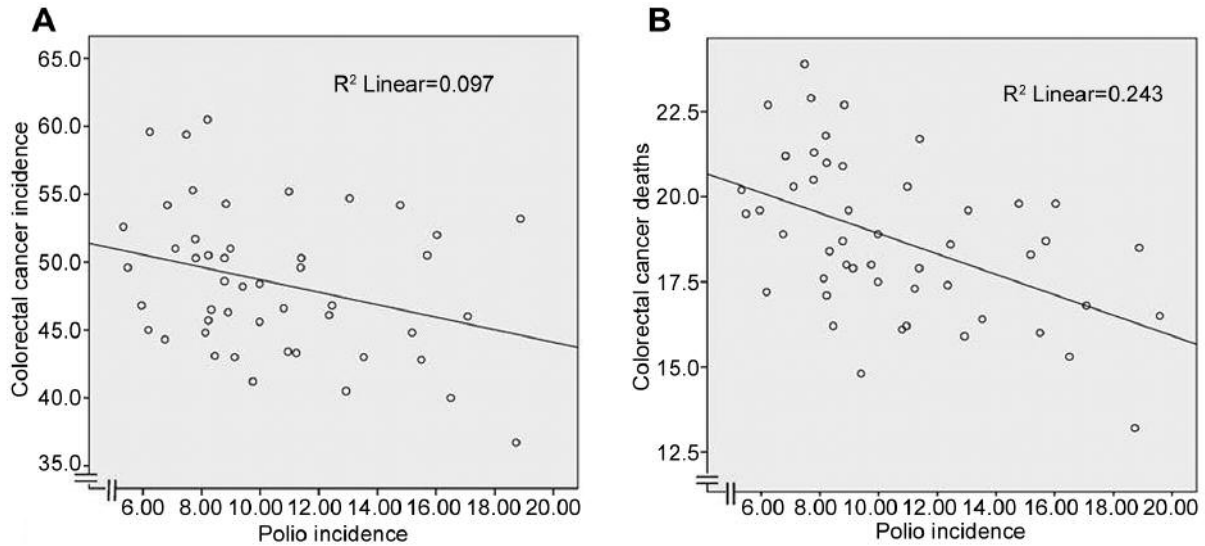 A
R² Linear=0.097
Colorectal cancer incidence
65.0
60.0
55.0
50.0
45.0
40.0
35.0
6.00 8.00 10.00 12.00 14.00 16.00 18.00 20.00
Polio incidence
B
R² Linear=0.243
Colorectal cancer deaths
22.5
20.0
17.5
15.0
12.5
6.00 8.00 10.00 12.00 14.00 16.00 18.00 20.00
Polio incidence